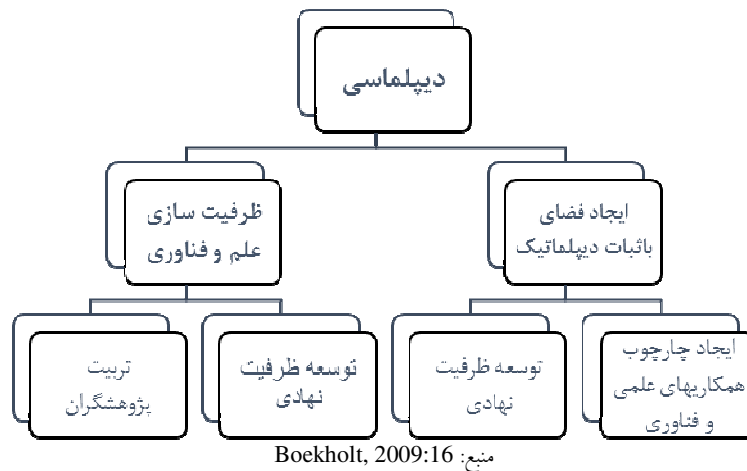 دیپلماسی
ایجاد فضای
باثبات دیپلماتیک
ظرفیت سازی
علم و فناوری
ایجاد چارچوب
همکاریهای علمی
و فناوری
توسعه ظرفیت
نهادی
توسعه ظرفیت
نهادی
تربیت
پژوهشگران
منبع: Boekholt, 2009:16